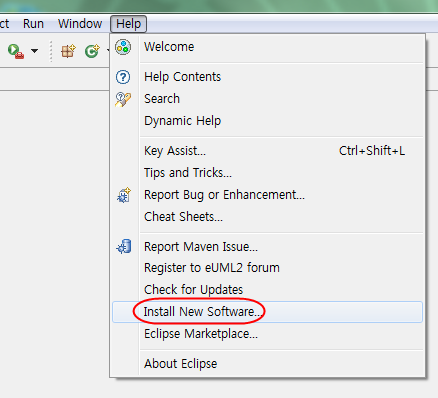 ct Run Window Help
Welcome
Help Contents
Search
Dynamic Help
Key Assist... Ctrl+Shift+L
Tips and Tricks...
Report Bug or Enhancement...
Cheat Sheets...
Report Maven Issue...
Register to eUML2 forum
Check for Updates
Install New Software...
Eclipse Marketplace...
About Eclipse